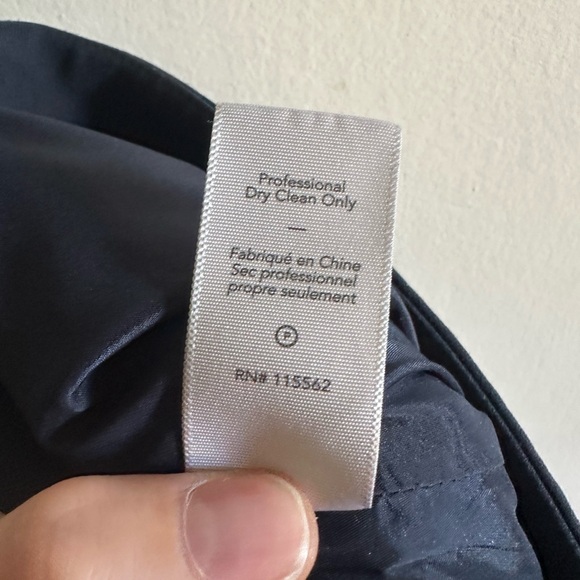 Professional
Dry Clean Only
—
Fabriqué en Chine
Sec professionnel
propre seulement
P
RN# 115562